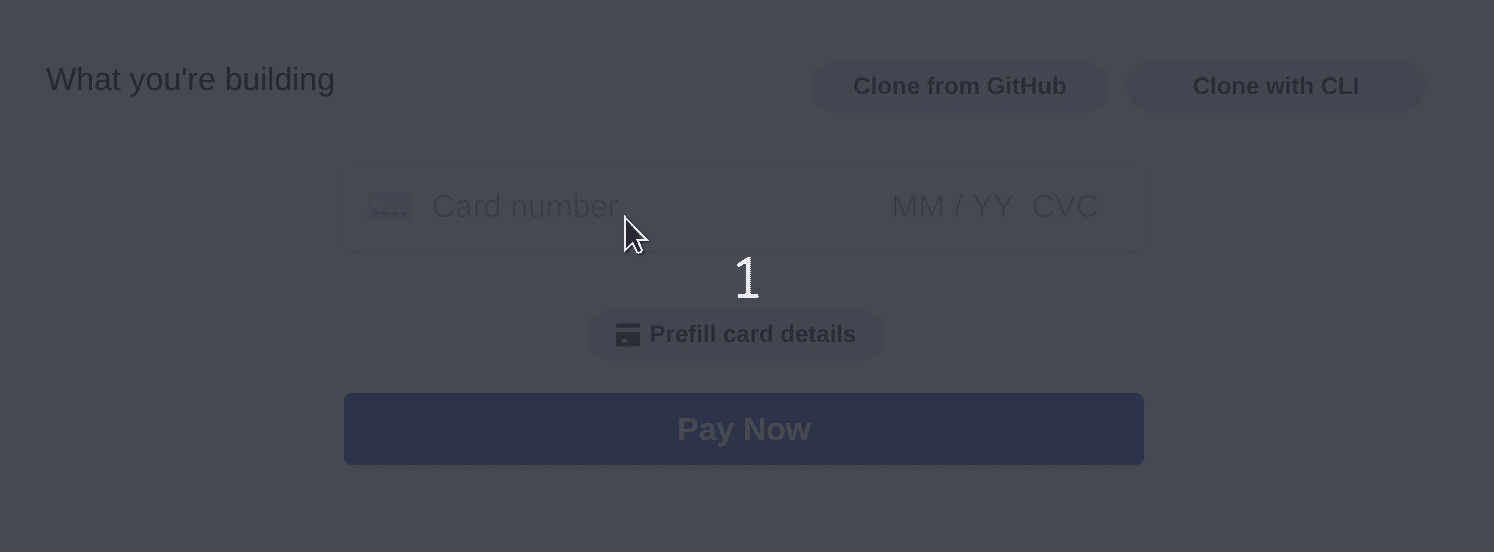 What you're building
Clone from GitHub
Clone with CLI
Card number
MM / YY CVC
1
Prefill card details
Pay Now